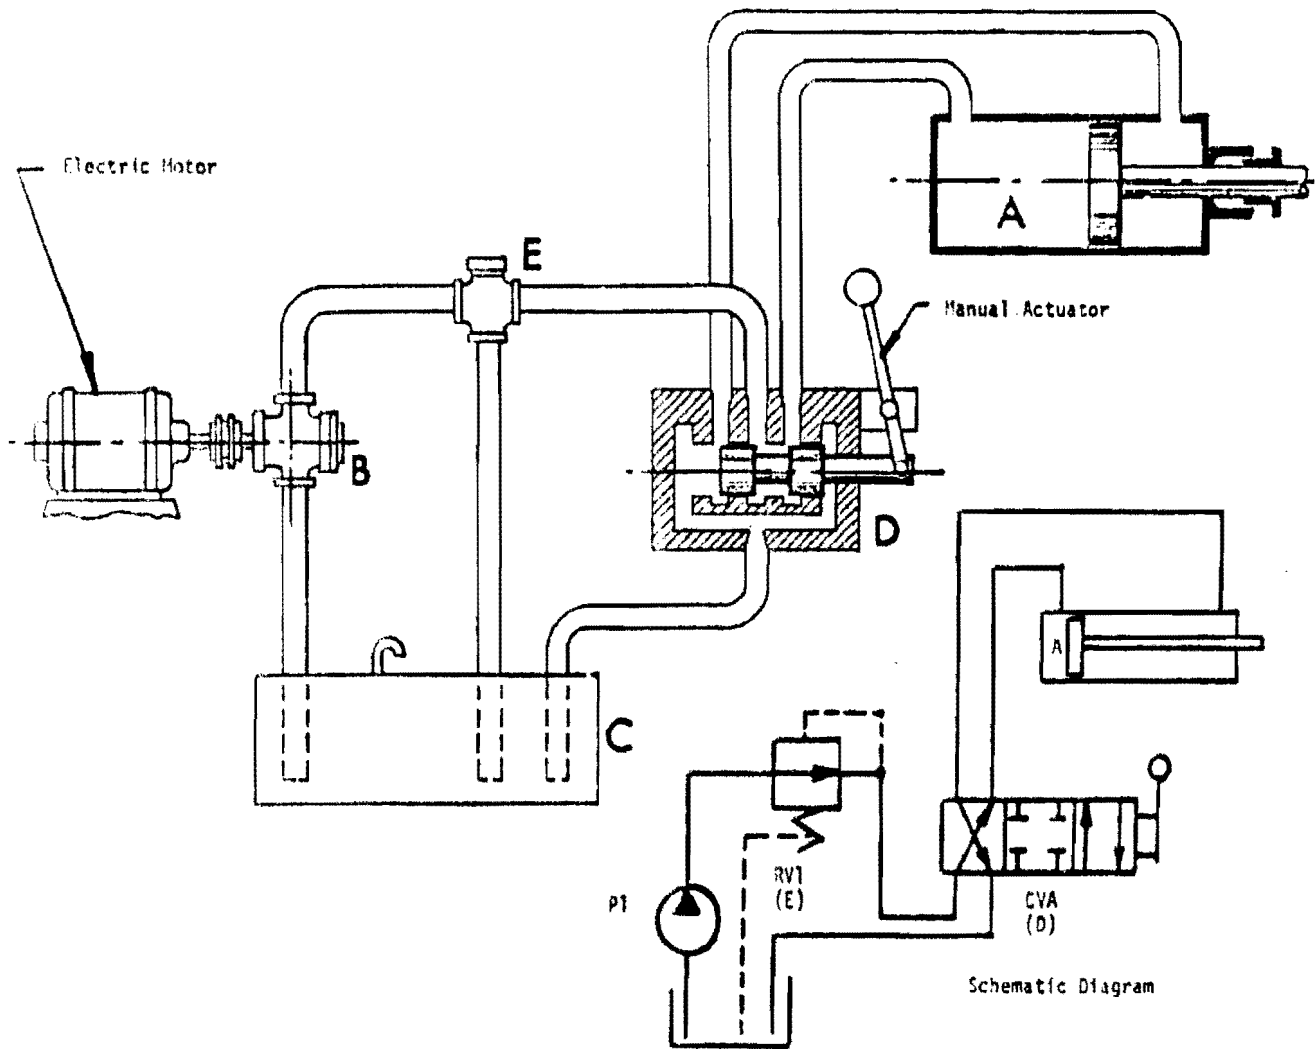 Electric Motor
E
A
Manual Actuator
B
D
C
A
RV1
(E)
P1
CVA
(D)
Schematic Diagram